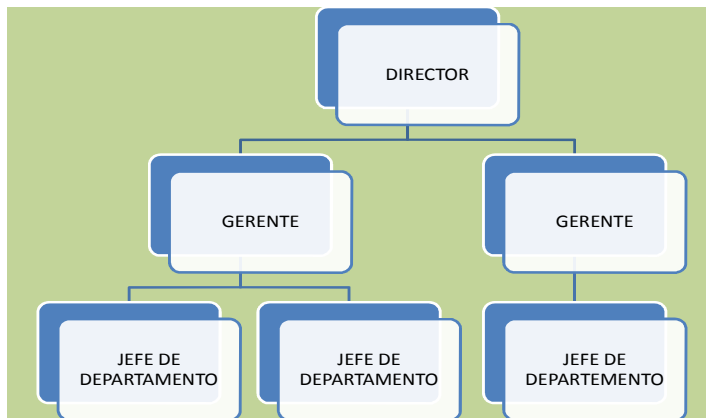 DIRECTOR
GERENTE
GERENTE
JEFE DE
DEPARTAMENTO
JEFE DE
DEPARTAMENTO
JEFE DE
DEPARTEMENTO